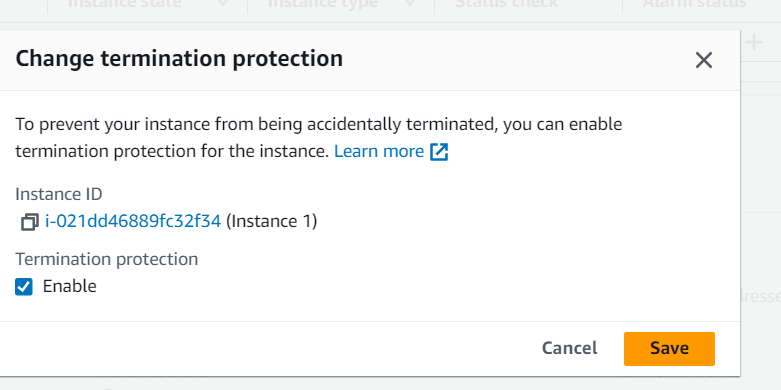 Instance state
Instance type
Status check
Alarm status
Change termination protection
To prevent your instance from being accidentally terminated, you can enable
termination protection for the instance. Learn more
Instance ID
i-021dd46889fc32f34 (Instance 1)
Termination protection
Enable
Cancel
Save